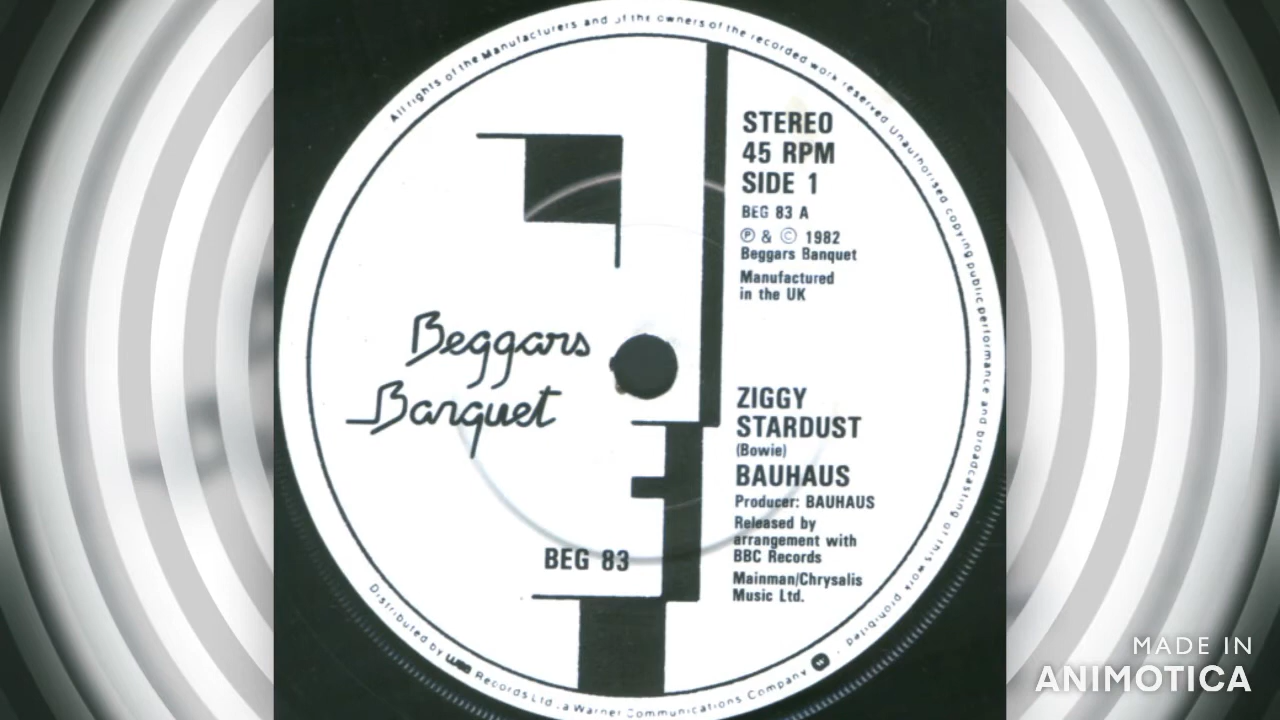 All rights of the Manufacturers and of the owners of the recorded work reserved Unauthorised copying public performance and broadcasting of this work prohibited
STEREO
45 RPM
SIDE 1
BEG 83 A
Ⓟ & © 1982
Beggars Banquet
Manufactured
in the UK
Beggars
Banquet
ZIGGY
STARDUST
(Bowie)
BAUHAUS
Producer: BAUHAUS
Released by
arrangement with
BBC Records
Mainman/Chrysalis
Music Ltd.
BEG 83
Distributed by wea Records Ltd., a Warner Communications Company
MADE IN
ANIMOTICA